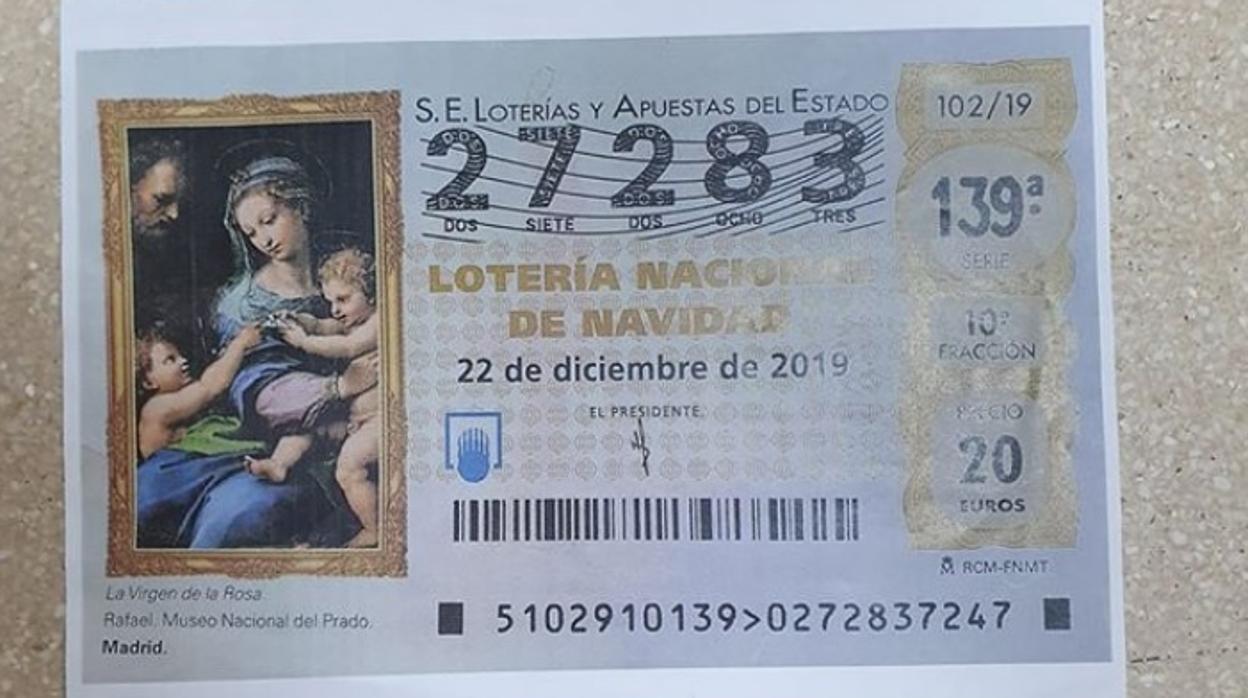 S. E. LOTERÍAS Y APUESTAS DEL ESTADO
27283
DOS SIETE DOS OCHO TRES
LOTERÍA NACIONAL
DE NAVIDAD
22 de diciembre de 2019
EL PRESIDENTE,
102/19
139ª
SERIE
10ª
FRACCIÓN
PRECIO
20
EUROS
RCM-FNMT
5102910139>0272837247
La Virgen de la Rosa.
Rafael. Museo Nacional del Prado.
Madrid.